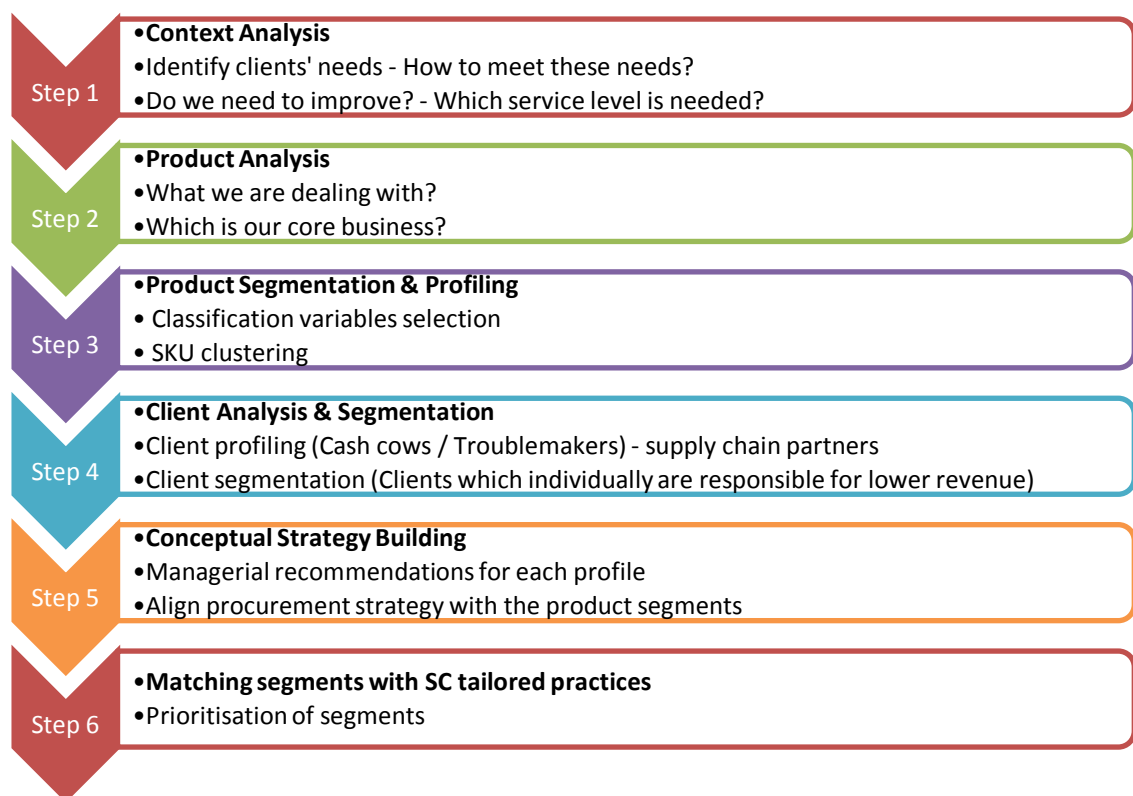 Step 1
•Context Analysis
•Identify clients' needs - How to meet these needs?
•Do we need to improve? - Which service level is needed?
Step 2
•Product Analysis
•What we are dealing with?
•Which is our core business?
Step 3
•Product Segmentation & Profiling
• Classification variables selection
• SKU clustering
Step 4
•Client Analysis & Segmentation
•Client profiling (Cash cows / Troublemakers) - supply chain partners
•Client segmentation (Clients which individually are responsible for lower revenue)
Step 5
•Conceptual Strategy Building
•Managerial recommendations for each profile
•Align procurement strategy with the product segments
Step 6
•Matching segments with SC tailored practices
•Prioritisation of segments